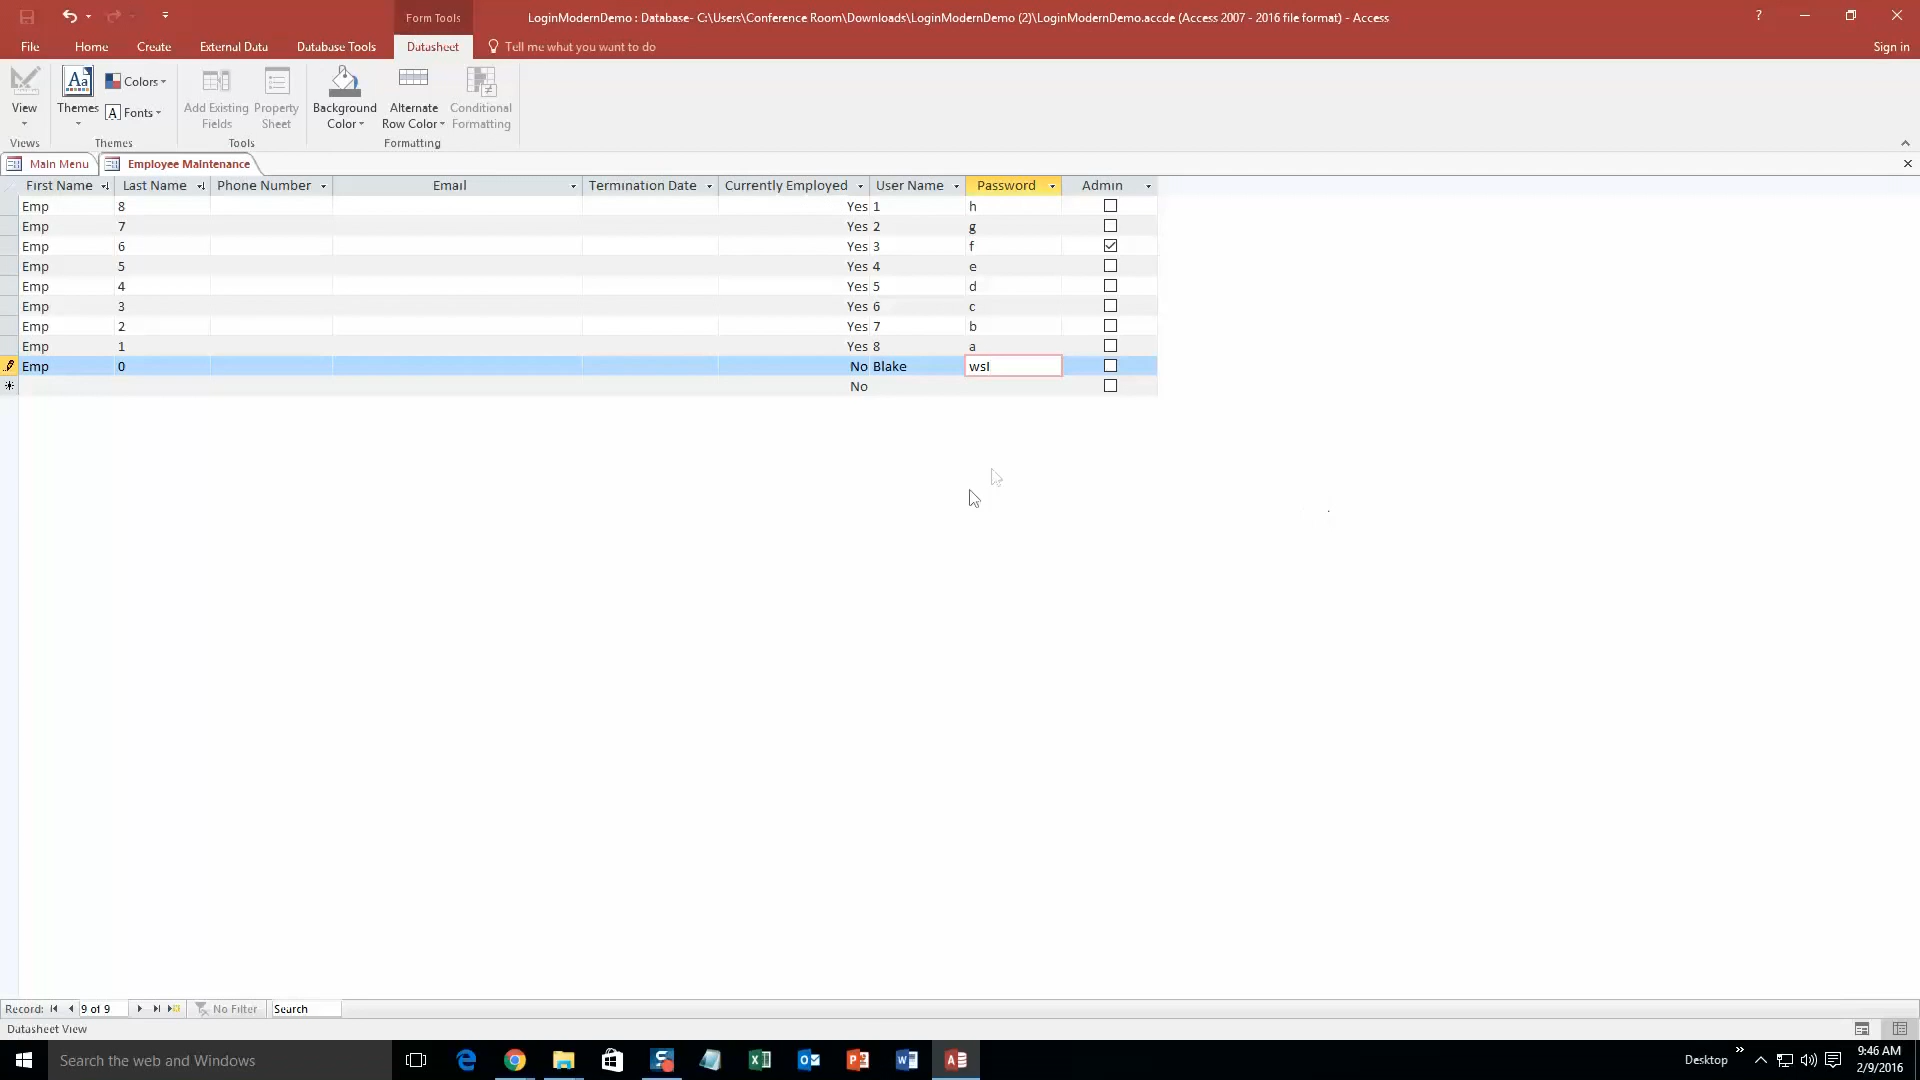 Form Tools
LoginModernDemo : Database- C:\Users\Conference Room\Downloads\LoginModernDemo (2)\LoginModernDemo.accde (Access 2007 - 2016 file format) - Access
?
File Home Create External Data Database Tools Datasheet Tell me what you want to do Sign in
View Themes Colors Fonts Add Existing Fields Property Sheet Background Color Alternate Row Color Conditional Formatting
Views Themes Tools Formatting
Main Menu Employee Maintenance
First Name Last Name Phone Number Email Termination Date Currently Employed User Name Password Admin
Emp 8 Yes 1 h
Emp 7 Yes 2 g
Emp 6 Yes 3 f
Emp 5 Yes 4 e
Emp 4 Yes 5 d
Emp 3 Yes 6 c
Emp 2 Yes 7 b
Emp 1 Yes 8 a
Emp 0 No Blake
No
Record: 9 of 9 No Filter Search
Datasheet View
Search the web and Windows
Desktop
9:46 AM
2/9/2016